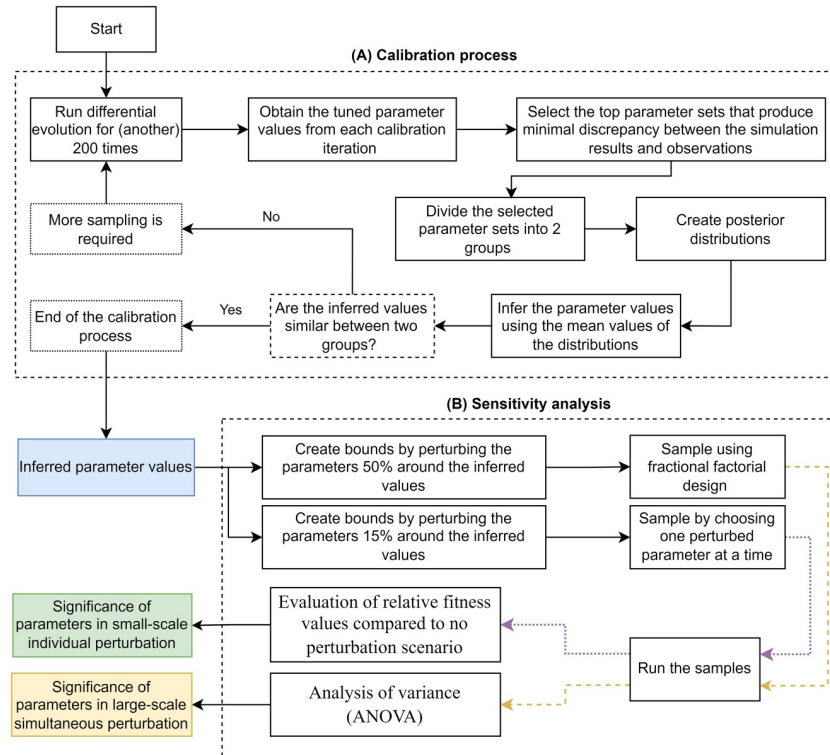 Start
(A) Calibration process
Run differential
evolution for (another)
200 times
Obtain the tuned parameter
values from each calibration
iteration
Select the top parameter sets that produce
minimal discrepancy between the simulation
results and observations
Divide the selected
parameter sets into 2
groups
Create posterior
distributions
More sampling is
required
No
End of the calibration
process
Yes
Are the inferred values
similar between two
groups?
Infer the parameter values
using the mean values of
the distributions
(B) Sensitivity analysis
Inferred parameter values
Create bounds by perturbing the
parameters 50% around the inferred
values
Sample using
fractional factorial
design
Create bounds by perturbing the
parameters 15% around the inferred
values
Sample by choosing
one perturbed
parameter at a time
Significance of
parameters in small-scale
individual perturbation
Evaluation of relative fitness
values compared to no
perturbation scenario
Run the samples
Significance of
parameters in large-scale
simultaneous perturbation
Analysis of variance
(ANOVA)